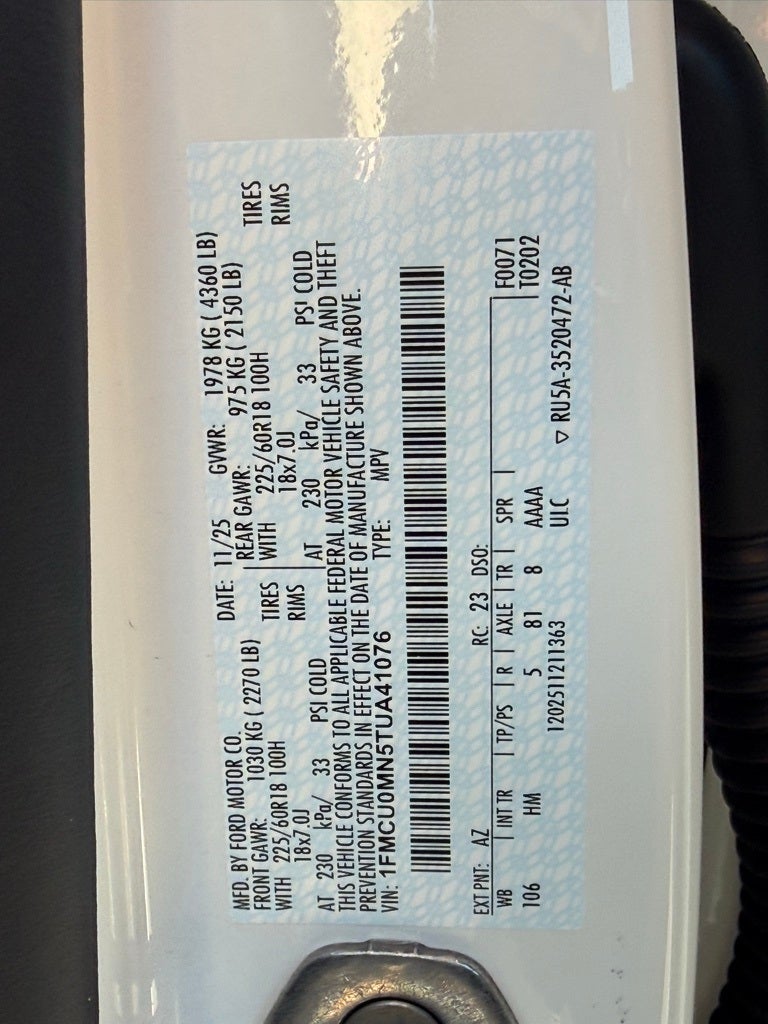 MFD. BY FORD MOTOR CO.
DATE: 11/25 GVWR: 1978 KG ( 4360 LB)
FRONT GAWR: 1030 KG ( 2270 LB)
REAR GAWR: 975 KG ( 2150 LB)
WITH 225/60R18 100H TIRES
WITH 225/60R18 100H TIRES
18x7.0J RIMS
18x7.0J RIMS
AT 230 kPa/ 33 PSI COLD
AT 230 kPa/ 33 PSI COLD
THIS VEHICLE CONFORMS TO ALL APPLICABLE FEDERAL MOTOR VEHICLE SAFETY AND THEFT
PREVENTION STANDARDS IN EFFECT ON THE DATE OF MANUFACTURE SHOWN ABOVE.
VIN: 1FMCU0MN5TUA41076 TYPE: MPV
EXT PNT: AZ RC: 23 DSO:
WB INT TR TP/PS R AXLE TR SPR F0071
106 HM 5 81 8 AAAA T0202
1202511211363 UIC ▽ RU5A-3520472-AB